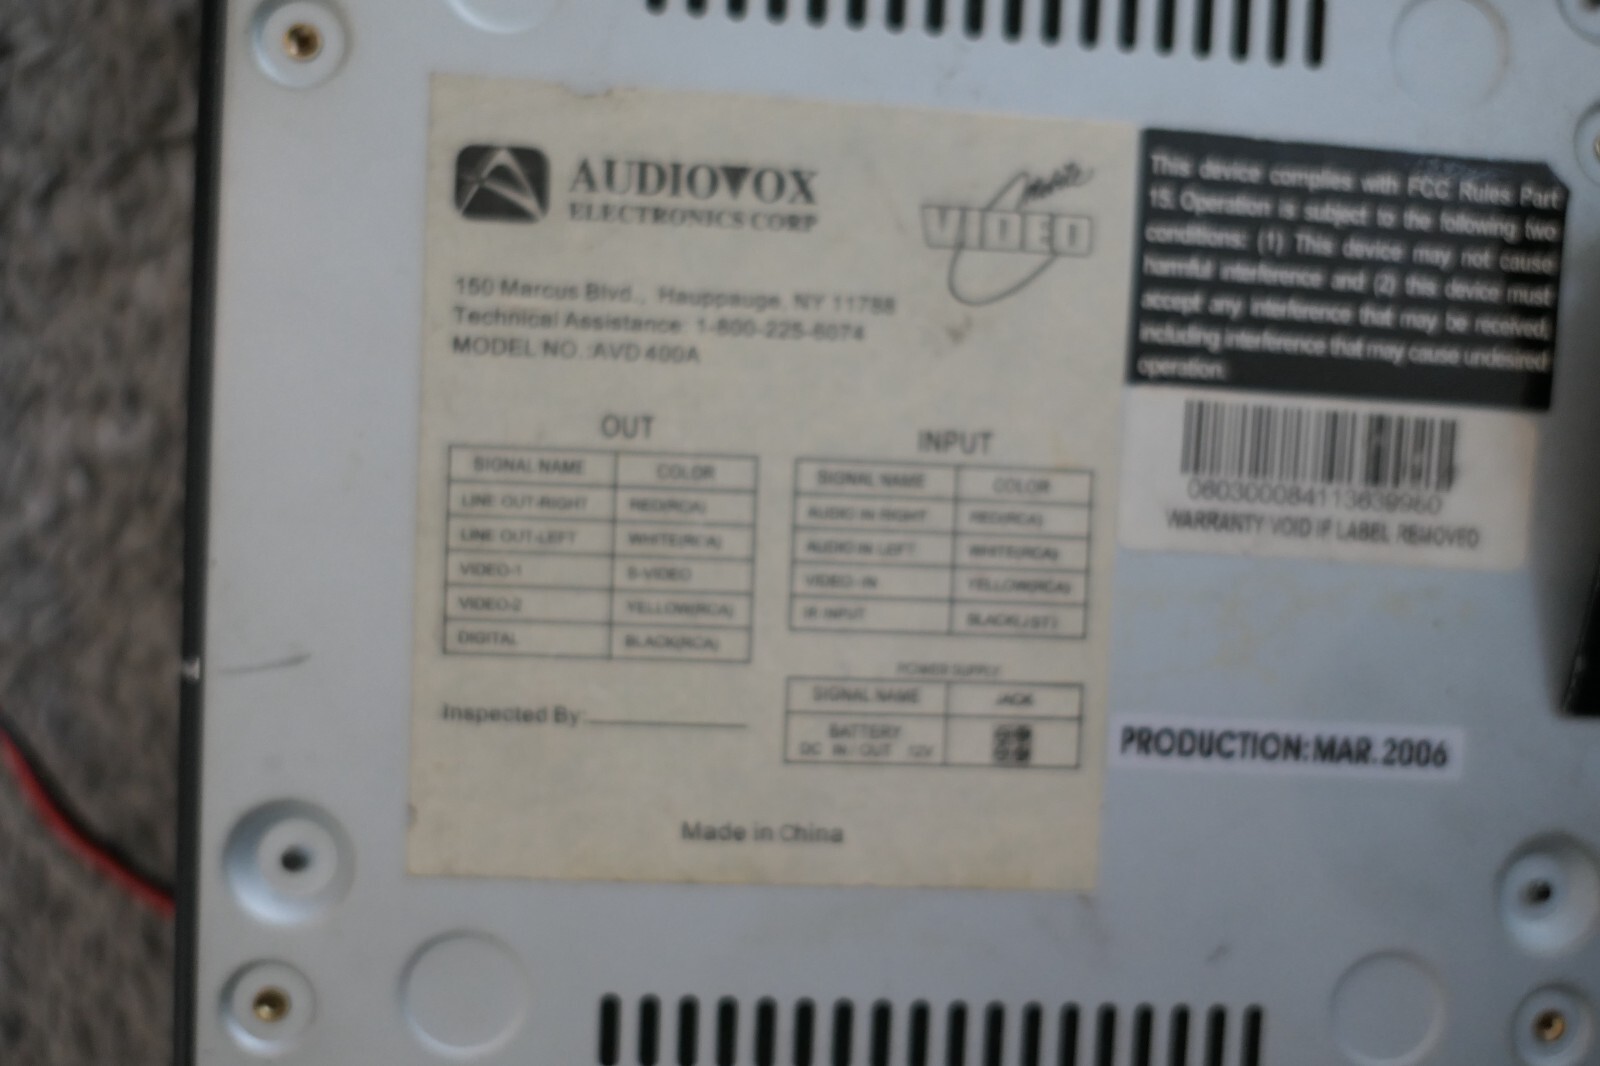 AUDIOVOX
ELECTRONICS CORP
Mobile
VIDEO
150 Marcus Blvd., Hauppauge, NY 11788
Technical Assistance: 1-800-225-6074
MODEL NO.:AVD400A
OUT
SIGNAL NAME COLOR
LINE OUT-RIGHT RED(RCA)
LINE OUT-LEFT WHITE(RCA)
VIDEO-1 S-VIDEO
VIDEO-2 YELLOW(RCA)
DIGITAL BLACK(RCA)
INPUT
SIGNAL NAME COLOR
AUDIO IN RIGHT RED(RCA)
AUDIO IN LEFT WHITE(RCA)
VIDEO-IN YELLOW(RCA)
IR INPUT
POWER SUPPLY
SIGNAL NAME JACK
BATTERY
DC IN / OUT 12V
Inspected By:
Made in China
This device complies with FCC Rules Part
15. Operation is subject to the following two
conditions: (1) This device may not cause
harmful interference and (2) this device must
accept any interference that may be received,
including interference that may cause undesired
operation.
060300084113639960
WARRANTY VOID IF LABEL REMOVED
PRODUCTION:MAR.2006